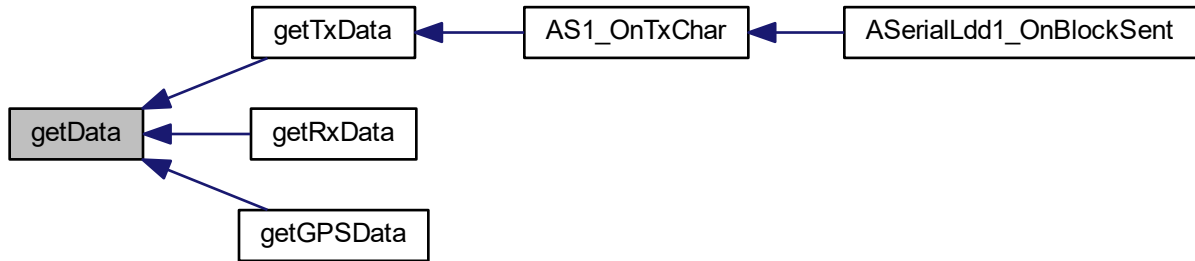 getTxData
AS1_OnTxChar
ASerialLdd1_OnBlockSent
getData
getRxData
getGPSData